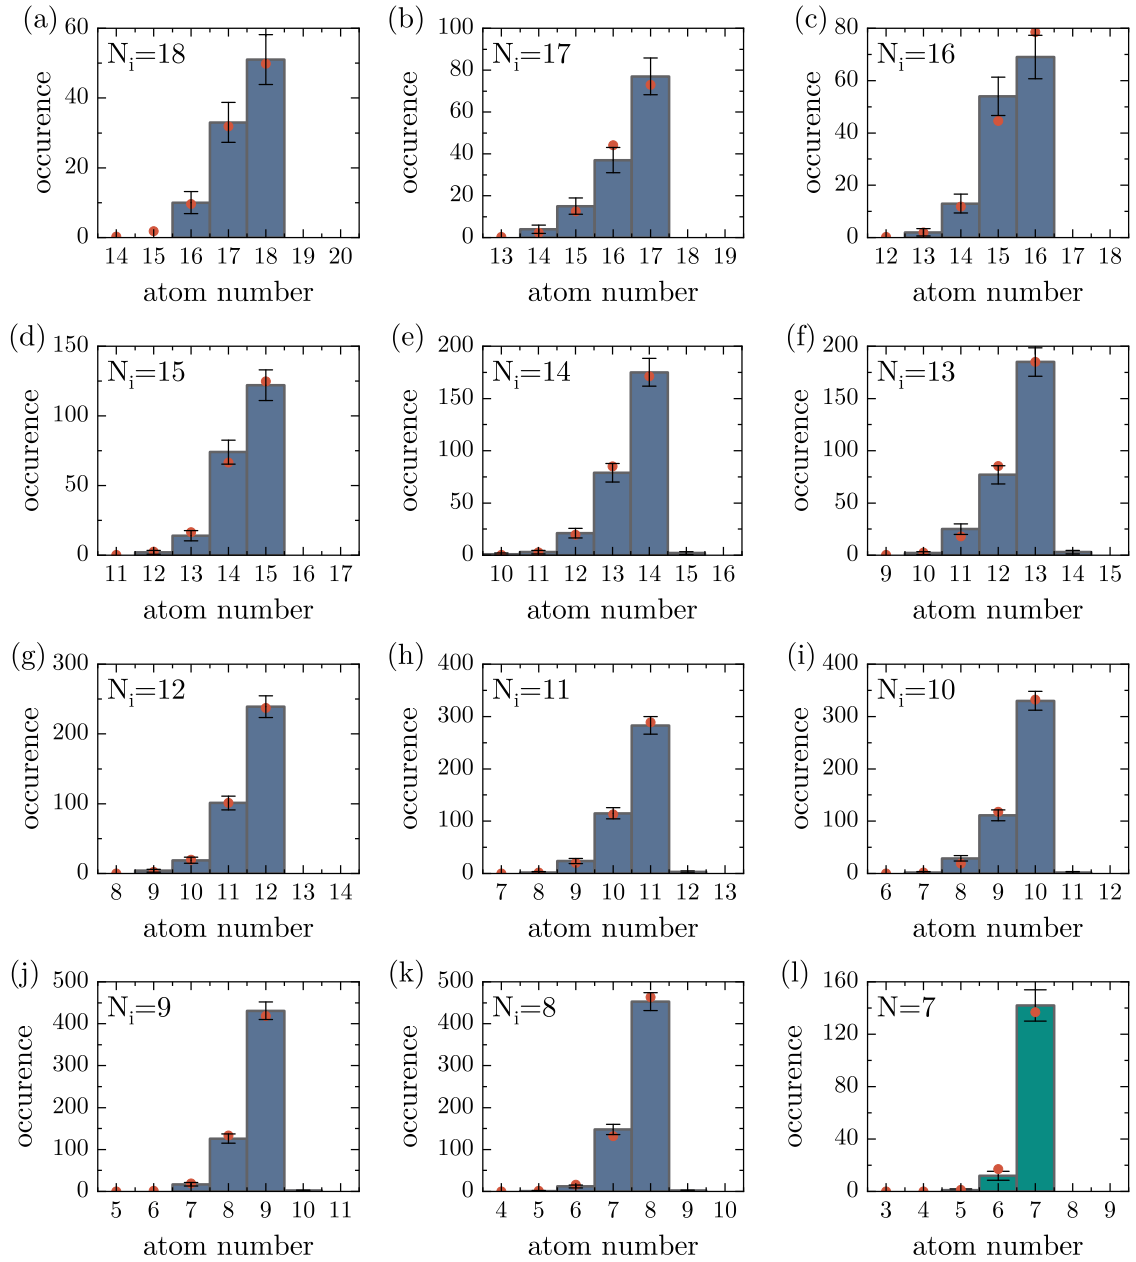 (a) (b) (c)
60 100 80
N_i=18 N_i=17 N_i=16
80
60
40
60
occurence occurence occurence
40
40
20
20
20
0 0 0
14 15 16 17 18 19 20 13 14 15 16 17 18 19 12 13 14 15 16 17 18
atom number atom number atom number
(d) (e) (f)
150 200 200
N_i=15 N_i=14 N_i=13
150 150
100
occurence occurence occurence
100 100
50
50 50
0 0 0
11 12 13 14 15 16 17 10 11 12 13 14 15 16 9 10 11 12 13 14 15
atom number atom number atom number
(g) (h) (i)
300 400 400
N_i=12 N_i=11 N_i=10
300 300
200
occurence occurence occurence
200 200
100
100 100
0 0 0
8 9 10 11 12 13 14 7 8 9 10 11 12 13 6 7 8 9 10 11 12
atom number atom number atom number
(j) (k) (l)
500 500 160
N_i=9 N_i=8 N=7
400 400
120
300 300
occurence occurence occurence
80
200 200
40
100 100
0 0 0
5 6 7 8 9 10 11 4 5 6 7 8 9 10 3 4 5 6 7 8 9
atom number atom number atom number